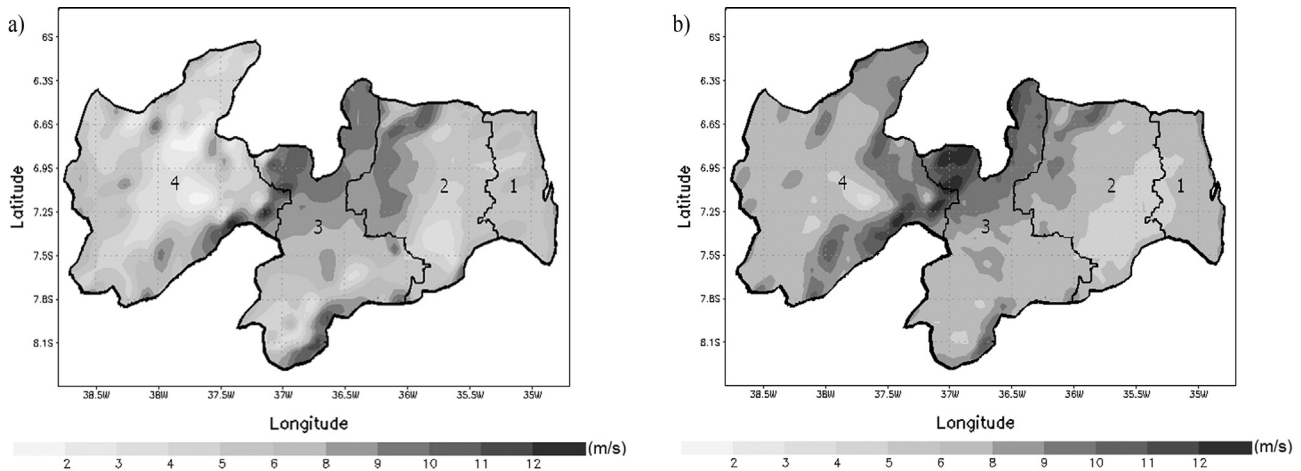 a)
6S
6.3S
6.6S
6.9S
7.2S
7.5S
7.8S
8.1S
Latitude
4
3
2
1
38.5W 38W 37.5W 37W 36.5W 36W 35.5W 35W
Longitude
2 3 4 5 6 8 9 10 11 12 (m/s)
b)
6S
6.3S
6.6S
6.9S
7.2S
7.5S
7.8S
8.1S
Latitude
4
3
2
1
38.5W 38W 37.5W 37W 36.5W 36W 35.5W 35W
Longitude
2 3 4 5 6 8 9 10 11 12 (m/s)